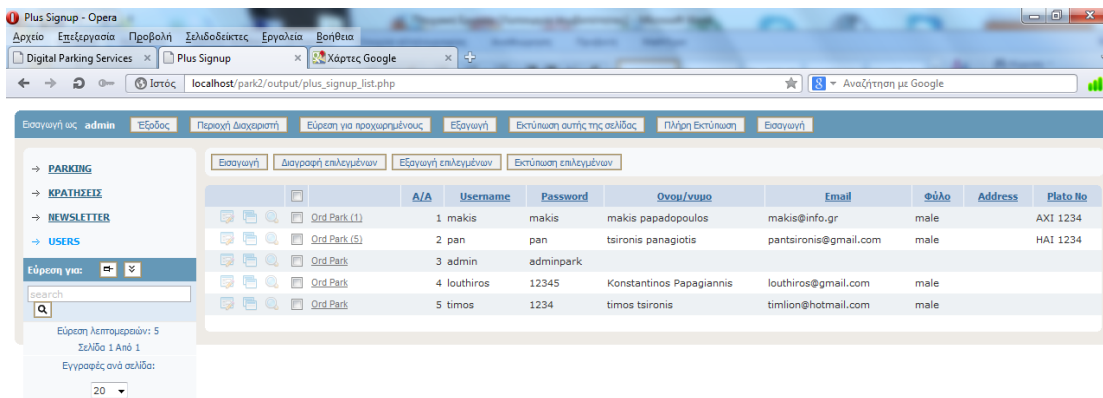 Plus Signup - Opera
Αρχείο Επεξεργασία Προβολή Σελιδοδείκτες Εργαλεία Βοήθεια
Digital Parking Services Plus Signup Χάρτες Google
Ιστός localhost/park2/output/plus_signup_list.php 8 Αναζήτηση με Google
Εισαγωγή ως admin Έξοδος Περιοχή Διαχειριστή Εύρεση για προχωρημένους Εξαγωγή Εκτύπωση αυτής της σελίδας Πλήρη Εκτύπωση Εισαγωγή
PARKING
ΚΡΑΤΗΣΕΙΣ
NEWSLETTER
USERS
Εύρεση για:
search
Εύρεση λεπτομερειών: 5
Σελίδα 1 Από 1
Εγγραφές ανά σελίδα:
20
Εισαγωγή Διαγραφή επιλεγμένων Εξαγωγή επιλεγμένων Εκτύπωση επιλεγμένων
Α/Α Username Password Ονομ/νυμο Email Φύλο Address Plato No
Ord Park (1) 1 makis makis makis papadopoulos makis@info.gr male AXI 1234
Ord Park (5) 2 pan pan tsironis panagiotis pantsironis@gmail.com male HAI 1234
Ord Park 3 admin adminpark
Ord Park 4 louthiros 12345 Konstantinos Papagiannis louthiros@gmail.com male
Ord Park 5 timos 1234 timos tsironis timlion@hotmail.com male